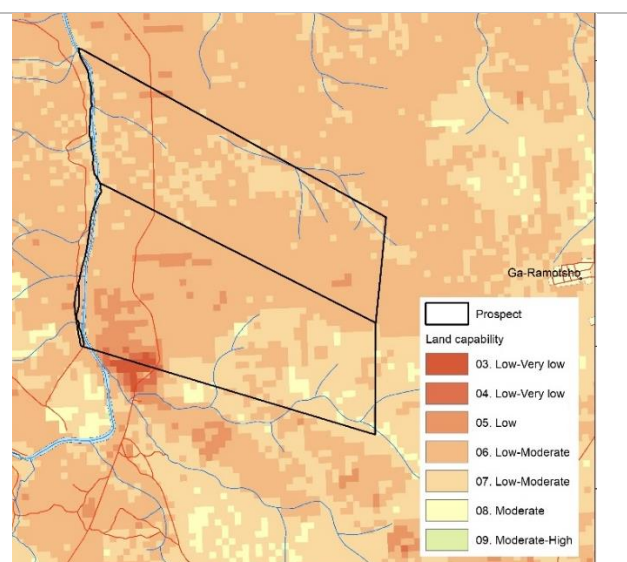 Ga-Ramotsho
Prospect
Land capability
03. Low-Very low
04. Low-Very low
05. Low
06. Low-Moderate
07. Low-Moderate
08. Moderate
09. Moderate-High